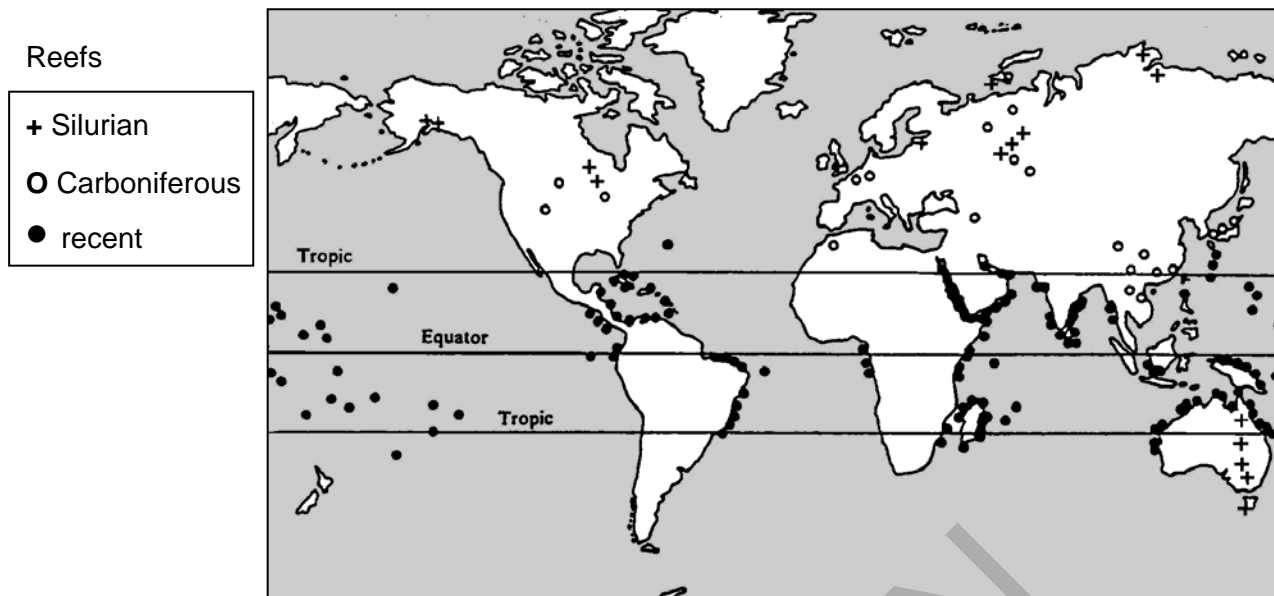 Reefs
+ Silurian
O Carboniferous
● recent
Tropic
Equator
Tropic